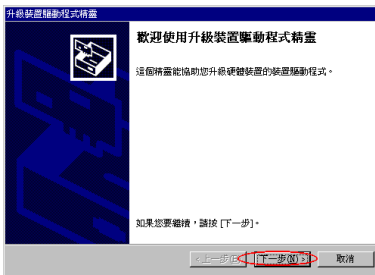 升級裝置驅動程式精靈
歡迎使用升級裝置驅動程式精靈
這個精靈能協助您升級硬體裝置的裝置驅動程式。
如果您要繼續，請按 [下一步]。
<上一步(B) 下一步(N)> 取消